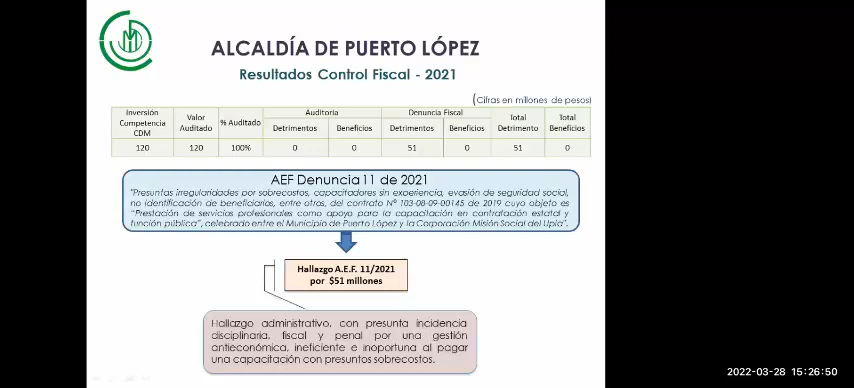 ALCALDÍA DE PUERTO LÓPEZ
Resultados Control Fiscal - 2021
(Cifras en millones de pesos)
Inversión Competencia CDM | Valor Auditado | % Auditado | Auditoría | Denuncia Fiscal | Total Detrimento | Total Beneficios
Detrimentos | Beneficios | Detrimentos | Beneficios
120 | 120 | 100% | 0 | 0 | 51 | 0 | 51 | 0
AEF Denuncia 11 de 2021
"Presuntas irregularidades por sobrecostos, capacitadores sin experiencia, evasión de seguridad social,
no identificación de beneficiarios, entre otros, del contrato N° 103-08-09-00145 de 2019 cuyo objeto es
"Prestación de servicios profesionales como apoyo para la capacitación en contratación estatal y
función pública", celebrado entre el Municipio de Puerto López y la Corporación Misión Social del Upia".
Hallazgo A.E.F. 11/2021
por $51 millones
Hallazgo administrativo, con presunta incidencia
disciplinaria, fiscal y penal por una gestión
antieconómica, ineficiente e inoportuna al pagar
una capacitación con presuntos sobrecostos.
2022-03-28 15:26:50